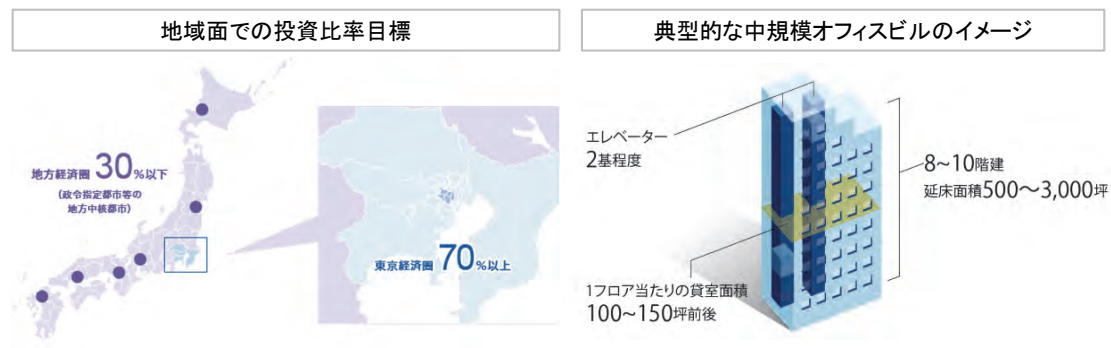 地域面での投資比率目標
地方経済圏 30%以下
(政令指定都市等の
地方中核都市)
東京経済圏 70%以上
典型的な中規模オフィスビルのイメージ
エレベーター
2基程度
8~10階建
延床面積500～3,000坪
1フロア当たりの貸室面積
100~150坪前後